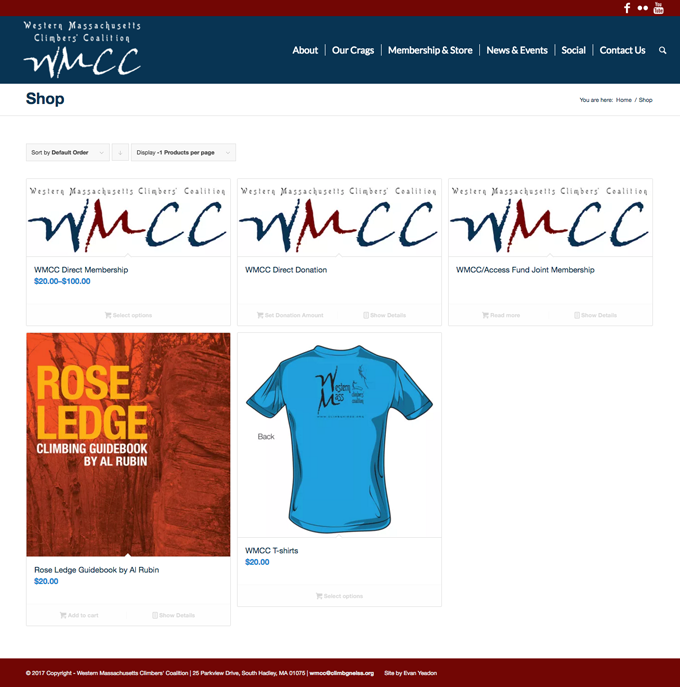 You Tube
Western Massachusetts
Climbers' Coalition
WMCC
About
Our Crags
Membership & Store
News & Events
Social
Contact Us
Shop
You are here: Home / Shop
Sort by Default Order
Display -1 Products per page
Western Massachusetts Climbers' Coalition
WMCC
WMCC Direct Membership
$20.00–$100.00
Select options
Western Massachusetts Climbers' Coalition
WMCC
WMCC Direct Donation
Set Donation Amount
Show Details
Western Massachusetts Climbers' Coalition
WMCC
WMCC/Access Fund Joint Membership
Read more
Show Details
ROSE
LEDGE
CLIMBING GUIDEBOOK
BY AL RUBIN
Rose Ledge Guidebook by Al Rubin
$20.00
Add to cart
Show Details
Western
Mass
climbers
coalition
Back
WMCC T-shirts
$20.00
Select options
© 2017 Copyright - Western Massachusetts Climbers' Coalition | 25 Parkview Drive, South Hadley, MA 01075 | wmcc@climbgneiss.org Site by Evan Yeadon